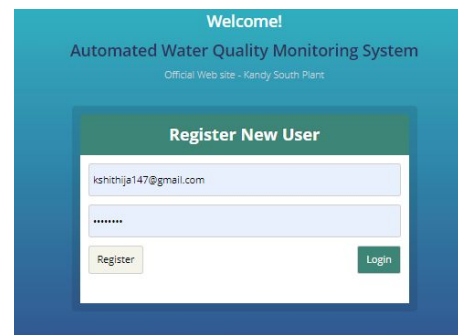 Welcome!
Automated Water Quality Monitoring System
Official Web site - Kandy South Plant
Register New User
kshithija147@gmail.com
••••••••
Register Login